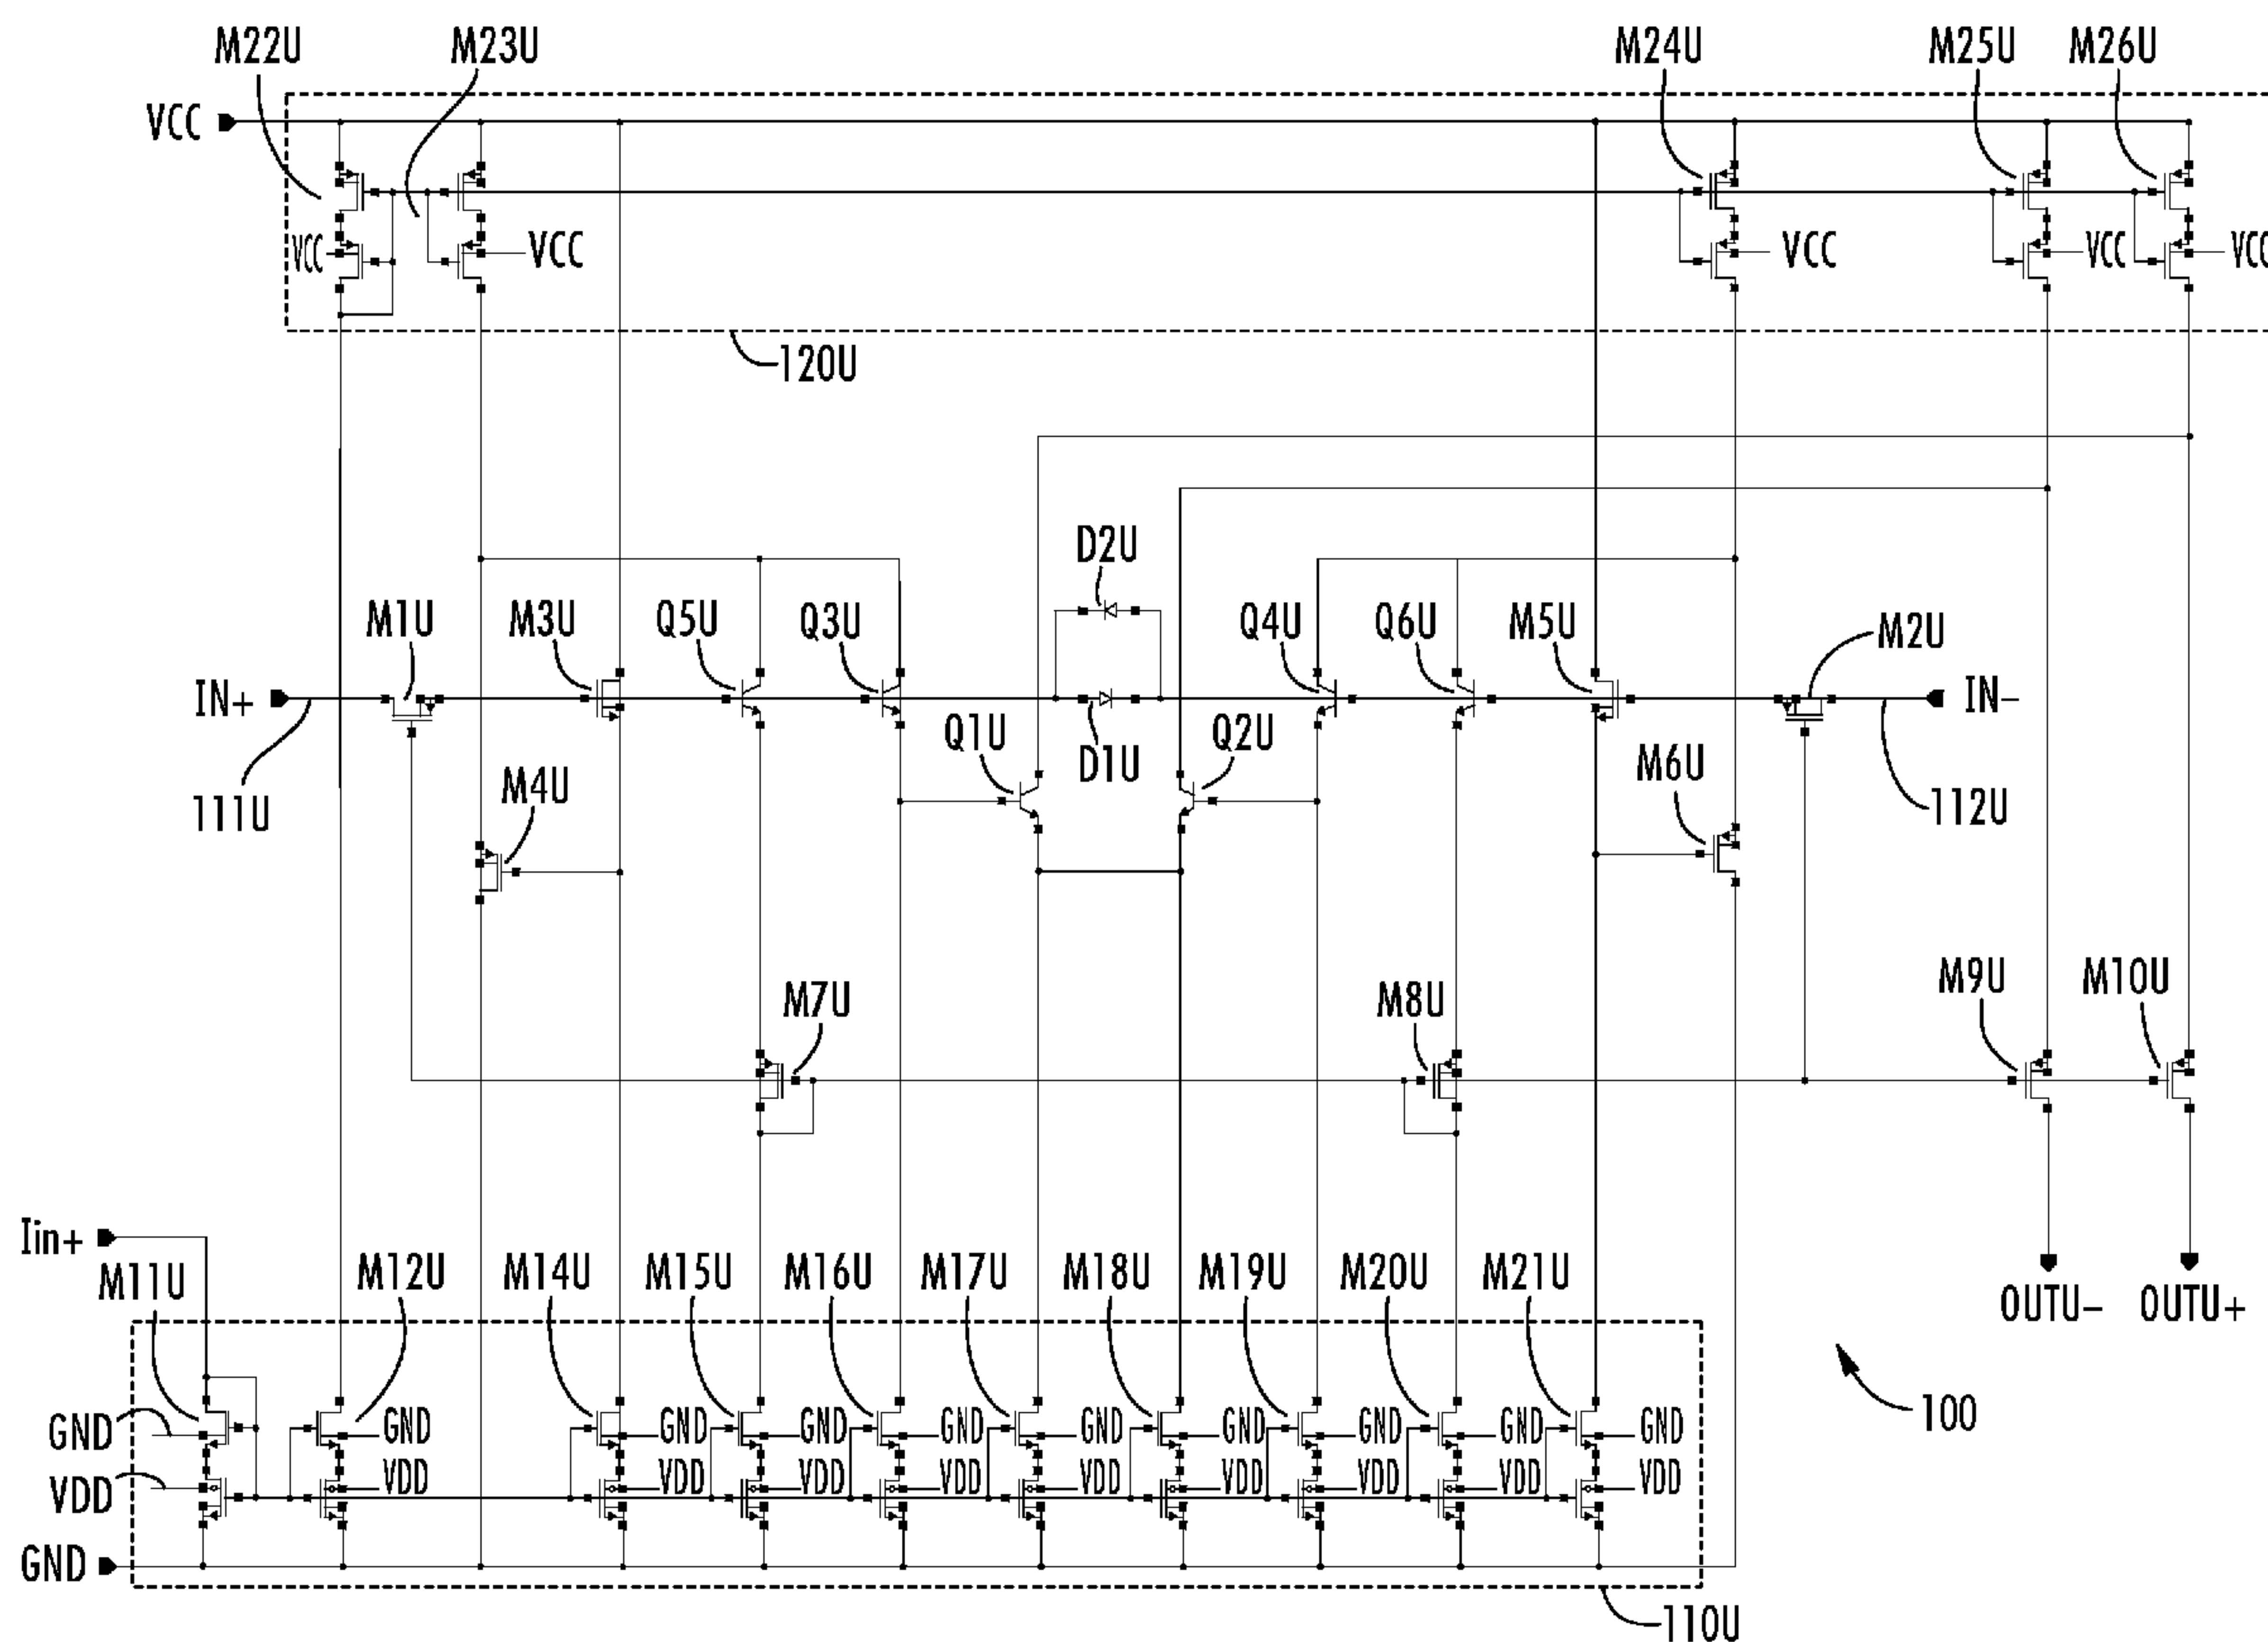 M22U M23U M24U M25U M26U
VCC
VCC VCC VCC VCC VCC
120U
D2U
M1U M3U Q5U Q3U Q4U Q6U M5U M2U
IN+ IN-
Q1U D1U Q2U
111U M4U M6U 112U
M7U M8U M9U M10U
Iin+
M11U M12U M14U M15U M16U M17U M18U M19U M20U M21U OUTU- OUTU+
GND GND GND GND GND GND GND GND GND GND 100
VDD VDD VDD VDD VDD VDD VDD VDD VDD VDD
GND
110U